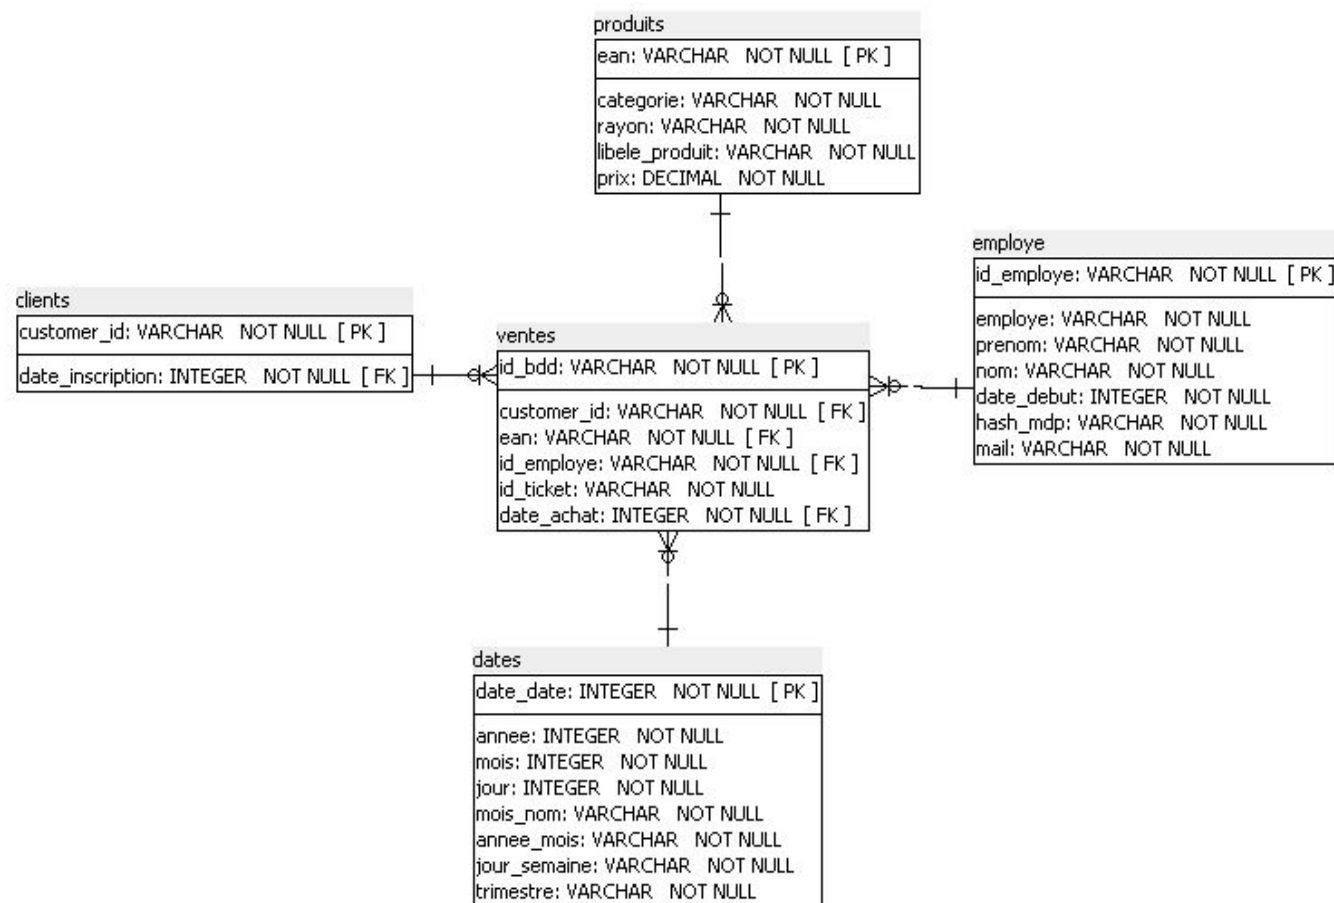 produits
ean: VARCHAR NOT NULL [ PK ]
categorie: VARCHAR NOT NULL
rayon: VARCHAR NOT NULL
libele_produit: VARCHAR NOT NULL
prix: DECIMAL NOT NULL
employe
id_employe: VARCHAR NOT NULL [ PK ]
employe: VARCHAR NOT NULL
prenom: VARCHAR NOT NULL
nom: VARCHAR NOT NULL
date_debut: INTEGER NOT NULL
hash_mdp: VARCHAR NOT NULL
mail: VARCHAR NOT NULL
clients
customer_id: VARCHAR NOT NULL [ PK ]
date_inscription: INTEGER NOT NULL [ FK ]
ventes
id_bdd: VARCHAR NOT NULL [ PK ]
customer_id: VARCHAR NOT NULL [ FK ]
ean: VARCHAR NOT NULL [ FK ]
id_employe: VARCHAR NOT NULL [ FK ]
id_ticket: VARCHAR NOT NULL
date_achat: INTEGER NOT NULL [ FK ]
dates
date_date: INTEGER NOT NULL [ PK ]
annee: INTEGER NOT NULL
mois: INTEGER NOT NULL
jour: INTEGER NOT NULL
mois_nom: VARCHAR NOT NULL
annee_mois: VARCHAR NOT NULL
jour_semaine: VARCHAR NOT NULL
trimestre: VARCHAR NOT NULL